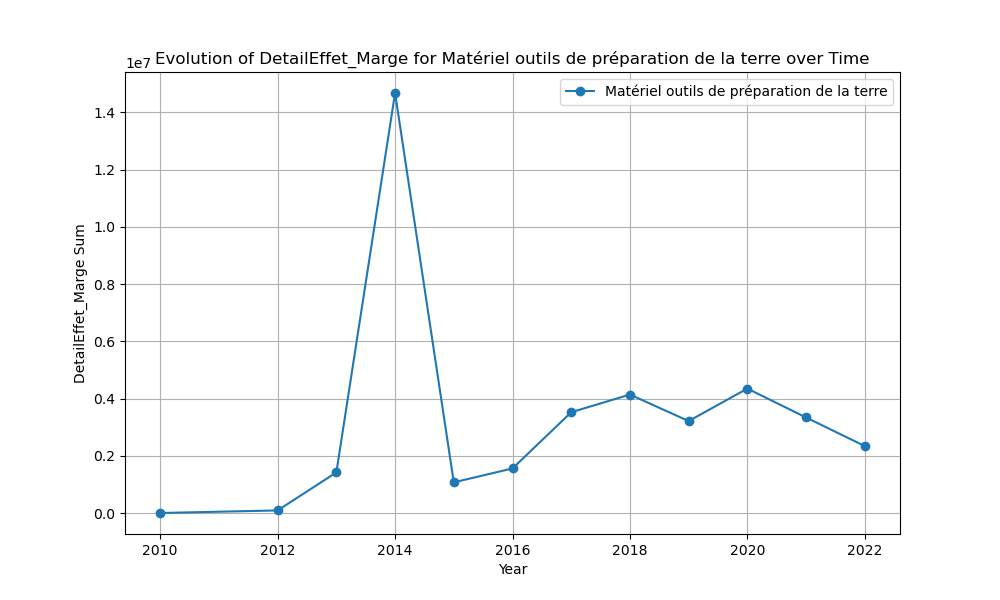 Evolution of DetailEffet_Marge for Matériel outils de préparation de la terre over Time
1e7
Matériel outils de préparation de la terre
1.4
1.2
1.0
0.8
0.6
0.4
0.2
0.0
DetailEffet_Marge Sum
2010 2012 2014 2016 2018 2020 2022
Year